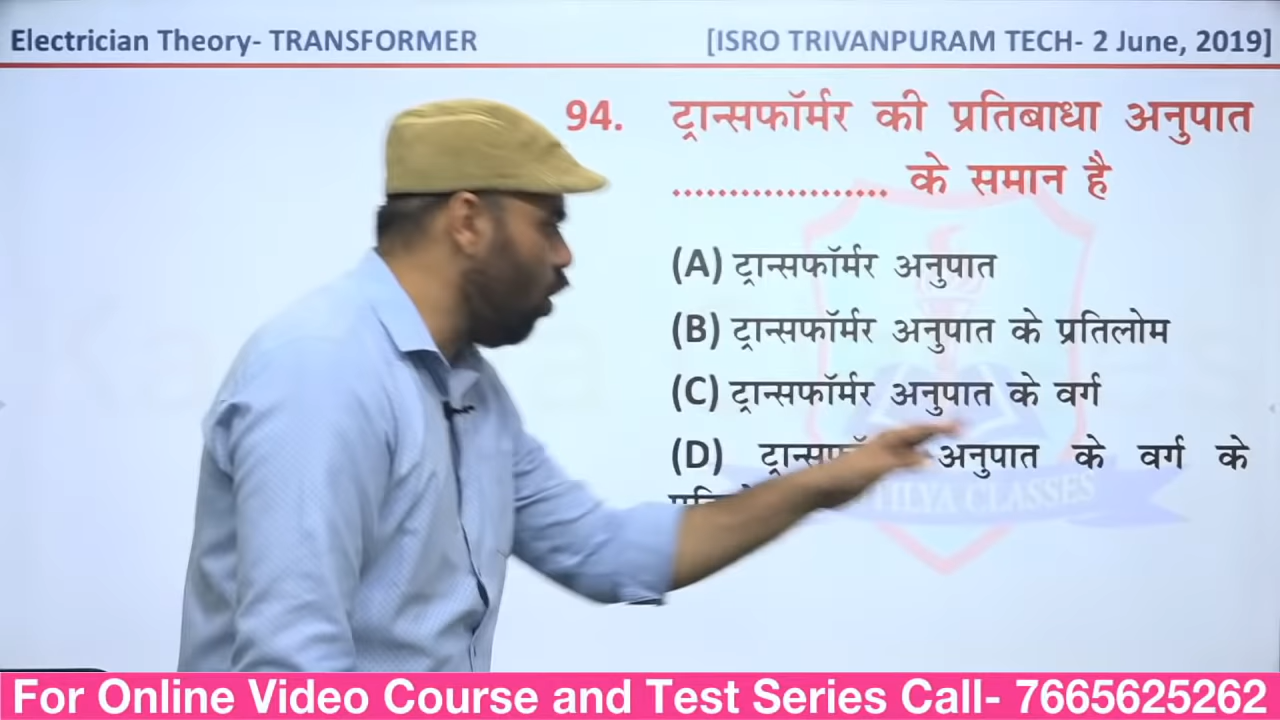 Electrician Theory- TRANSFORMER
[ISRO TRIVANPURAM TECH- 2 June, 2019]
94. ट्रान्सफॉर्मर की प्रतिबाधा अनुपात
................... के समान है
(A) ट्रान्सफॉर्मर अनुपात
(B) ट्रान्सफॉर्मर अनुपात के प्रतिलोम
(C) ट्रान्सफॉर्मर अनुपात के वर्ग
(D) अनुपात के वर्ग के
CLASSES
For Online Video Course and Test Series Call- 7665625262